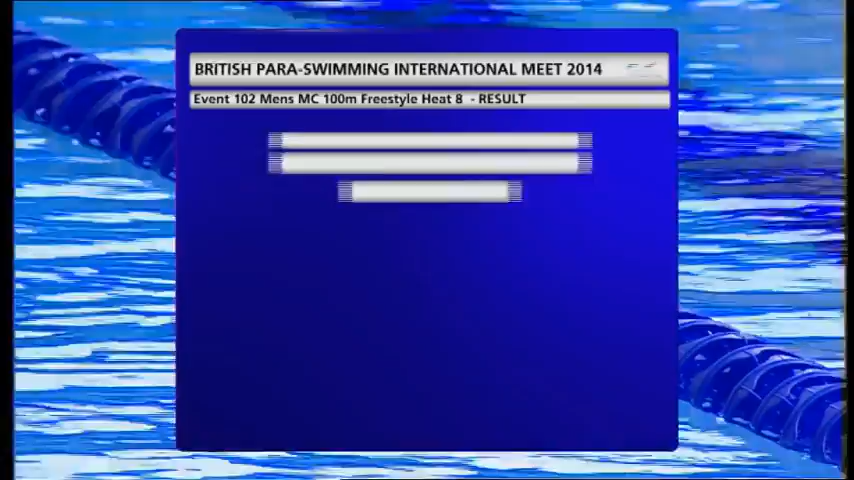 BRITISH PARA-SWIMMING INTERNATIONAL MEET 2014
Event 102 Mens MC 100m Freestyle Heat 8 - RESULT